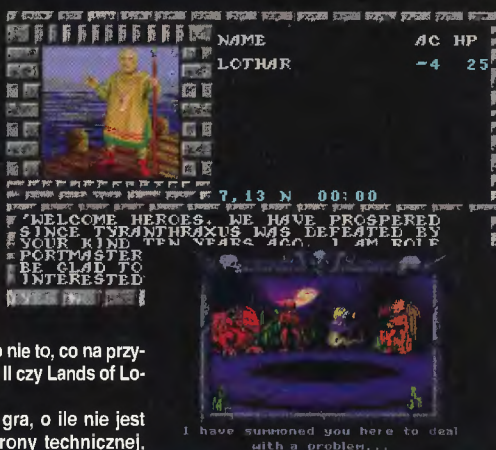 NAME AC HP
LOTHAR -4 25
7,13 N 00:00
'WELCOME HEROES. WE HAVE PROSPERED
SINCE TYRANTHRAXUS WAS DEFEATED BY
YOUR KIND TEN YEARS AGO. I AM ROLF
PORTMASTER
BE GLAD TO
INTERESTED
nie to, co na przy-
II czy Lands of Lo-
gra, o ile nie jest
rony technicznej.
I have summoned you here to deal
with a problem...